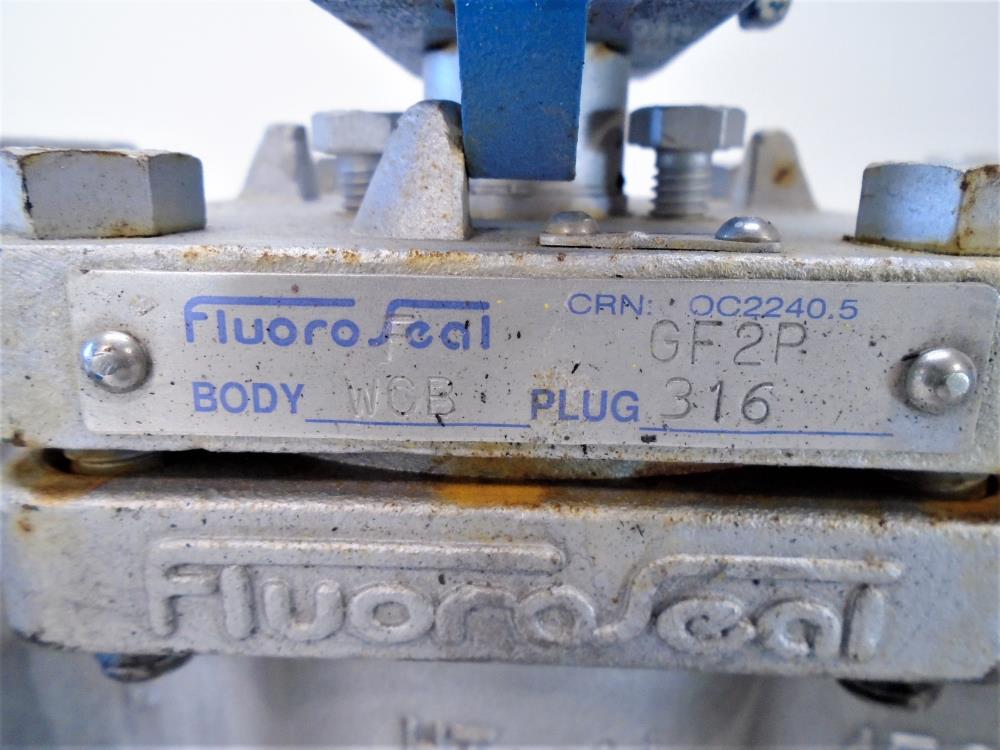 FluoroSeal CRN: OC2240.5
F GF2P
BODY WCB PLUG 316
FluoroSeal